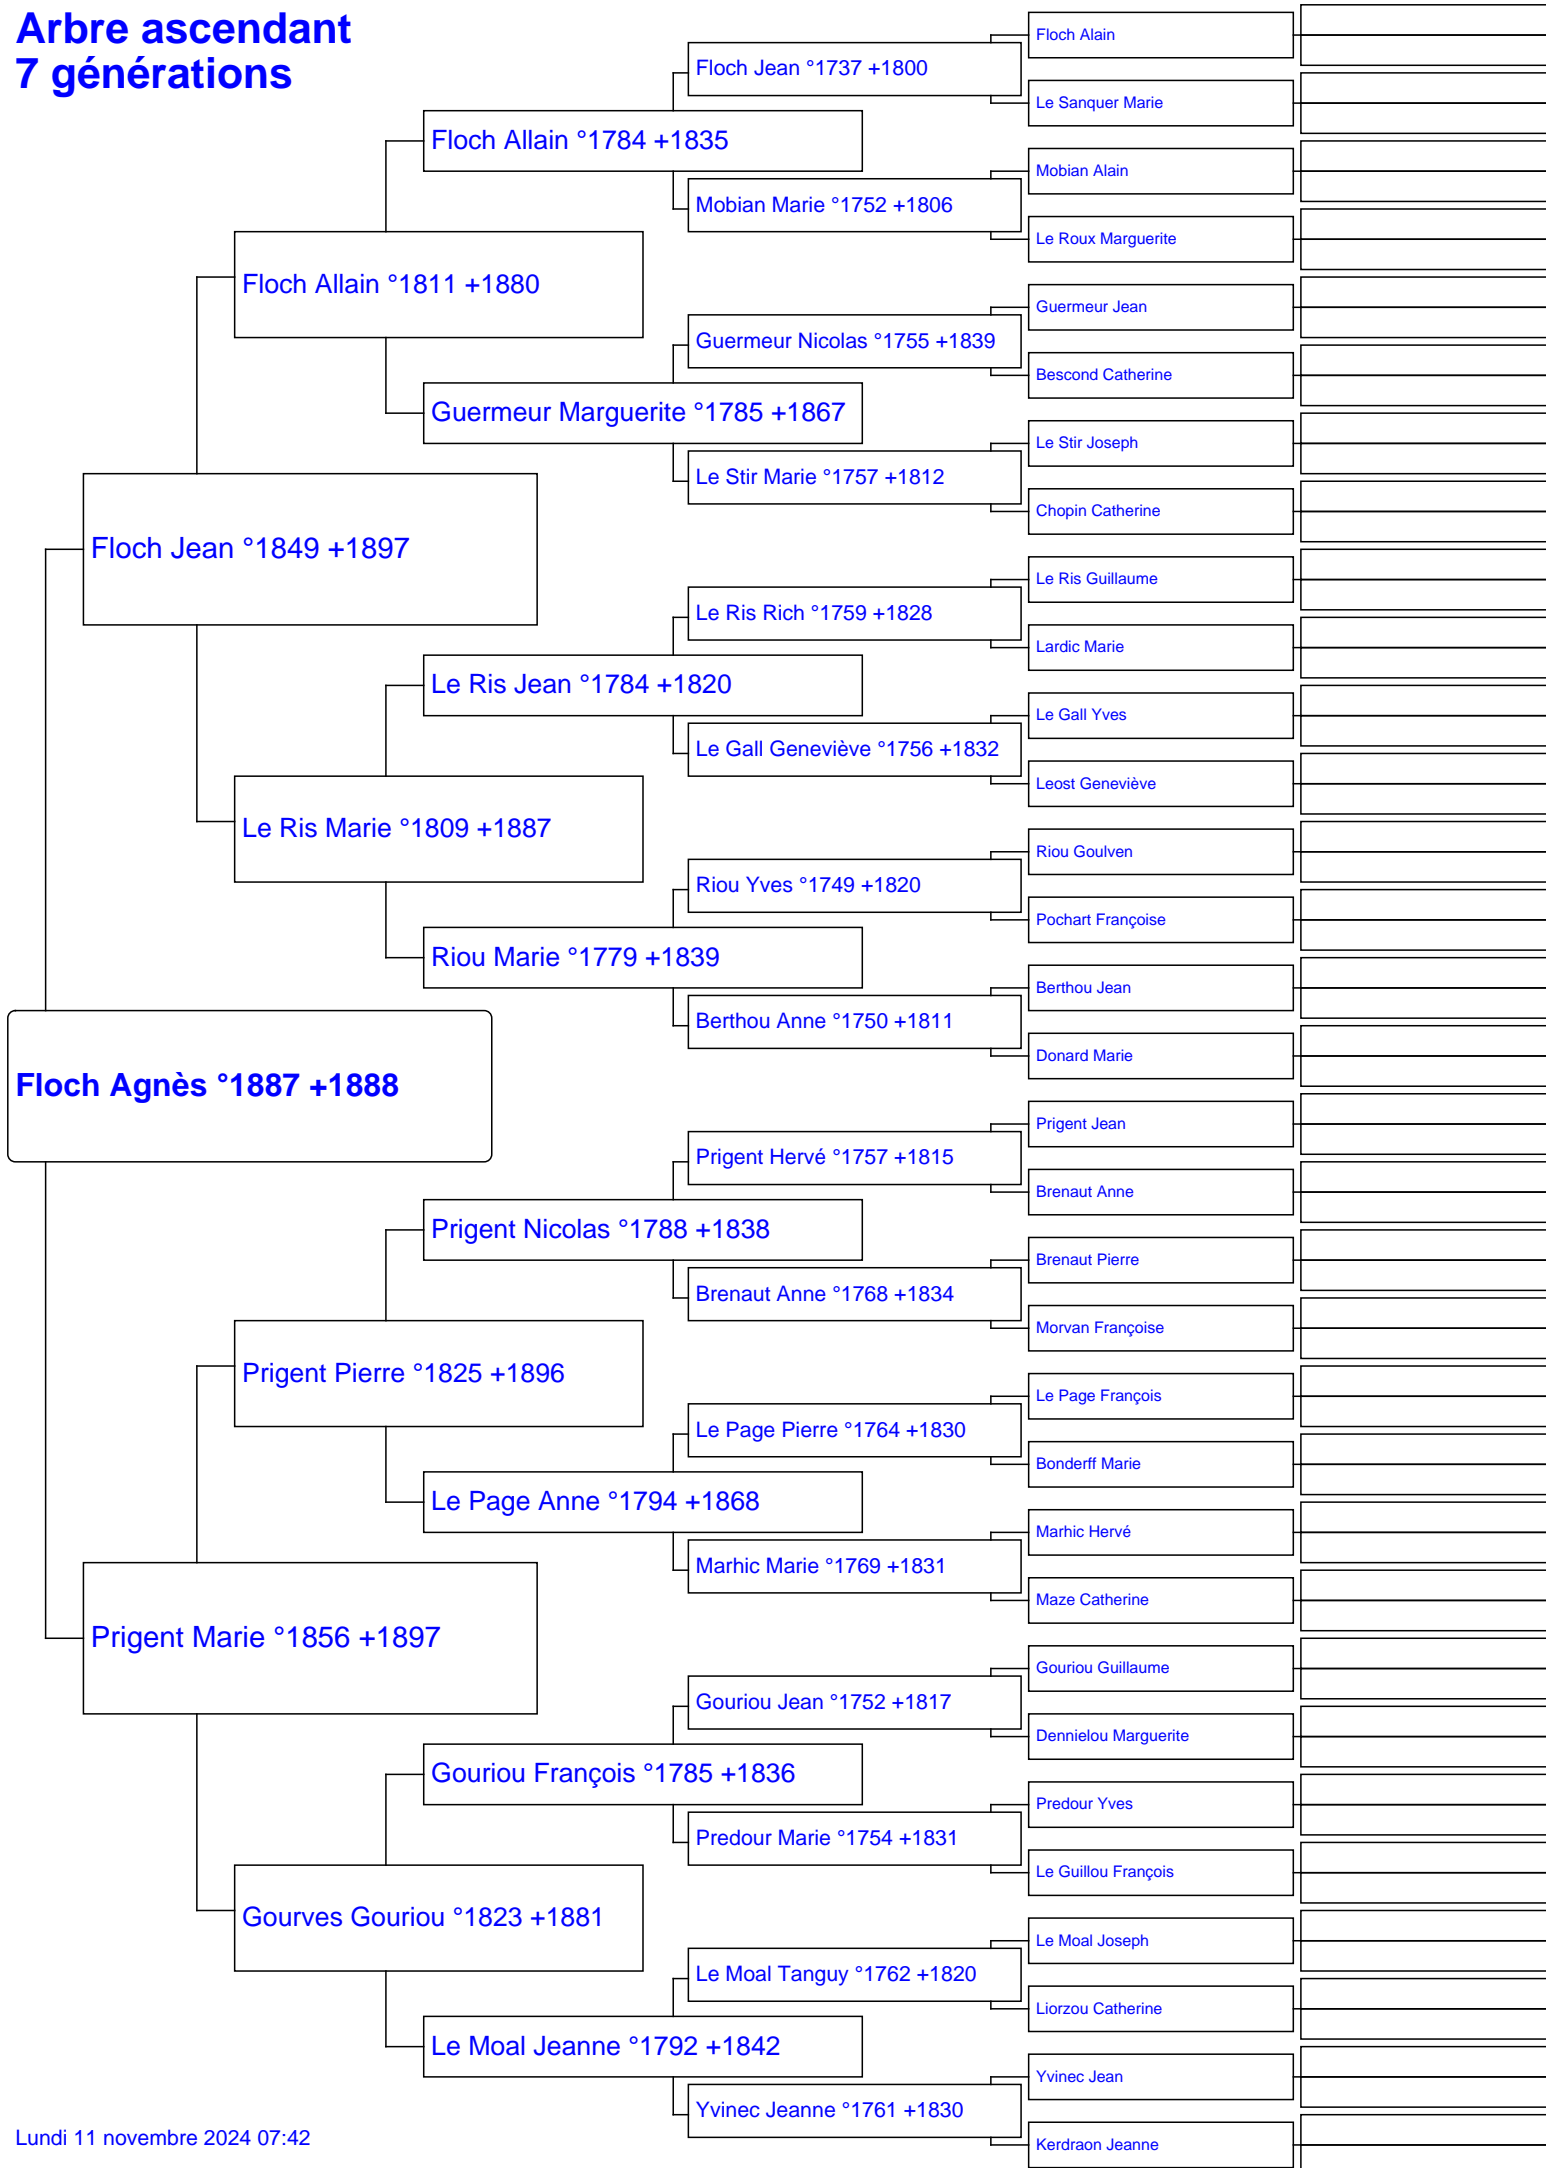 Arbre ascendant
7 générations
Floch Alain
Floch Jean °1737 +1800
Le Sanquer Marie
Floch Allain °1784 +1835
Mobian Alain
Mobian Marie °1752 +1806
Le Roux Marguerite
Floch Allain °1811 +1880
Guermeur Jean
Guermeur Nicolas °1755 +1839
Bescond Catherine
Guermeur Marguerite °1785 +1867
Le Stir Joseph
Le Stir Marie °1757 +1812
Chopin Catherine
Floch Jean °1849 +1897
Le Ris Guillaume
Le Ris Rich °1759 +1828
Lardic Marie
Le Ris Jean °1784 +1820
Le Gall Yves
Le Gall Geneviève °1756 +1832
Leost Geneviève
Le Ris Marie °1809 +1887
Riou Goulven
Riou Yves °1749 +1820
Pochart Françoise
Riou Marie °1779 +1839
Berthou Jean
Berthou Anne °1750 +1811
Donard Marie
Floch Agnès °1887 +1888
Prigent Jean
Prigent Hervé °1757 +1815
Brenaut Anne
Prigent Nicolas °1788 +1838
Brenaut Pierre
Brenaut Anne °1768 +1834
Morvan Françoise
Prigent Pierre °1825 +1896
Le Page François
Le Page Pierre °1764 +1830
Bonderff Marie
Le Page Anne °1794 +1868
Marhic Hervé
Marhic Marie °1769 +1831
Maze Catherine
Prigent Marie °1856 +1897
Gouriou Guillaume
Gouriou Jean °1752 +1817
Dennielou Marguerite
Gouriou François °1785 +1836
Predour Yves
Predour Marie °1754 +1831
Le Guillou François
Gourves Gouriou °1823 +1881
Le Moal Joseph
Le Moal Tanguy °1762 +1820
Liorzou Catherine
Le Moal Jeanne °1792 +1842
Yvinec Jean
Yvinec Jeanne °1761 +1830
Kerdraon Jeanne
Lundi 11 novembre 2024 07:42